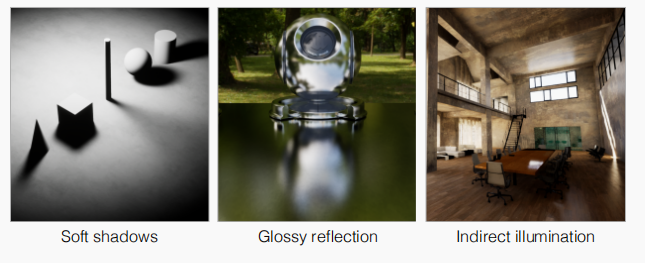 Soft shadows
Glossy reflection
Indirect illumination